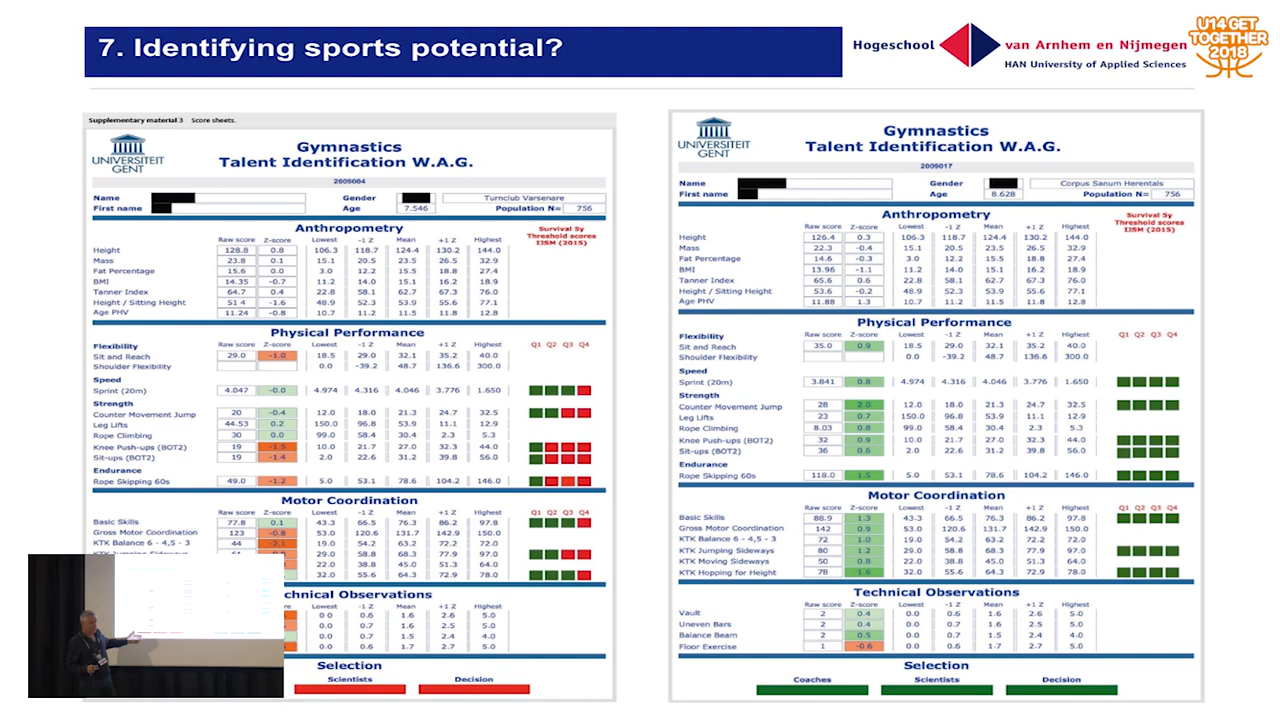 7. Identifying sports potential?
Hogeschool van Arnhem en Nijmegen
HAN University of Applied Sciences
U14 GET
TOGETHER
2018
Supplementary material 3 Score sheets.
UNIVERSITEIT
GENT
Gymnastics
Talent Identification W.A.G.
2009004
Name Gender Turnclub Varsenare
First name Age 7.546 Population N= 756
Anthropometry
Survival by
Threshold scores
IJSM (2015)
Raw score Z-score Lowest -1 Z Mean +1 Z Highest
Height 128.8 0.8 106.3 118.7 124.4 130.2 144.0
Mass 23.8 0.1 15.1 20.5 23.5 26.5 32.9
Fat Percentage 15.6 0.0 3.0 12.2 15.5 18.8 27.4
BMI 14.35 -0.7 11.2 14.0 15.1 16.2 18.9
Tanner Index 64.7 0.4 22.8 58.1 62.7 67.3 76.0
Height / Sitting Height 51.4 -1.6 48.9 52.3 53.9 55.6 77.1
Age PHV 11.24 -0.8 10.7 11.2 11.5 11.8 12.8
Physical Performance
Flexibility Raw score Z-score Lowest -1 Z Mean +1 Z Highest Q1 Q2 Q3 Q4
Sit and Reach 29.0 -1.0 18.5 29.0 32.1 35.2 40.0
Shoulder Flexibility 0.0 -39.2 48.7 136.6 300.0
Speed
Sprint (20m) 4.047 -0.0 4.974 4.316 4.046 3.776 1.650
Strength
Counter Movement Jump 20 -0.4 12.0 18.0 21.3 24.7 32.5
Leg Lifts 44.53 0.2 150.0 96.8 53.9 11.1 12.9
Rope Climbing 30 0.0 99.0 58.4 30.4 2.3 5.3
Knee Push-ups (BOT2) 19 -1.5 10.0 21.7 27.0 32.3 44.0
Sit-ups (BOT2) 19 -1.4 2.0 22.6 31.2 39.8 56.0
Endurance
Rope Skipping 60s 49.0 -1.2 5.0 53.1 78.6 104.2 146.0
Motor Coordination
Raw score Z-score Lowest -1 Z Mean +1 Z Highest Q1 Q2 Q3 Q4
Basic Skills 77.8 0.1 43.3 66.5 76.3 86.2 97.8
Gross Motor Coordination 123 -0.8 53.0 120.6 131.7 142.9 150.0
KTK Balance 6 - 4,5 - 3 44 -2.1 19.0 54.2 63.2 72.2 72.0
29.0 58.8 68.3 77.9 97.0
22.0 38.8 45.0 51.3 64.0
32.0 55.6 64.3 72.9 78.0
chnical Observations
Lowest -1 Z Mean +1 Z Highest
0.0 0.6 1.6 2.6 5.0
0.0 0.6 1.6 2.5 5.0
0.0 0.7 1.5 2.4 4.0
0.0 0.6 1.7 2.7 5.0
Selection
Scientists Decision
UNIVERSITEIT
GENT
Gymnastics
Talent Identification W.A.G.
2009017
Name Gender Corpus Sanum Herentals
First name Age 8.628 Population N= 756
Anthropometry
Survival by
Threshold scores
IJSM (2015)
Raw score Z-score Lowest -1 Z Mean +1 Z Highest
Height 126.4 0.3 106.3 118.7 124.4 130.2 144.0
Mass 22.3 -0.4 15.1 20.5 23.5 26.5 32.9
Fat Percentage 14.6 -0.3 3.0 12.2 15.5 18.8 27.4
BMI 13.96 -1.1 11.2 14.0 15.1 16.2 18.9
Tanner Index 65.6 0.6 22.8 58.1 62.7 67.3 76.0
Height / Sitting Height 53.6 -0.2 48.9 52.3 53.9 55.6 77.1
Age PHV 11.88 1.3 10.7 11.2 11.5 11.8 12.8
Physical Performance
Flexibility Raw score Z-score Lowest -1 Z Mean +1 Z Highest Q1 Q2 Q3 Q4
Sit and Reach 35.0 0.9 18.5 29.0 32.1 35.2 40.0
Shoulder Flexibility 0.0 -39.2 48.7 136.6 300.0
Speed
Sprint (20m) 3.841 0.8 4.974 4.316 4.046 3.776 1.650
Strength
Counter Movement Jump 28 2.0 12.0 18.0 21.3 24.7 32.5
Leg Lifts 23 0.7 150.0 96.8 53.9 11.1 12.9
Rope Climbing 8.03 0.8 99.0 58.4 30.4 2.3 5.3
Knee Push-ups (BOT2) 32 0.9 10.0 21.7 27.0 32.3 44.0
Sit-ups (BOT2) 36 0.6 2.0 22.6 31.2 39.8 56.0
Endurance
Rope Skipping 60s 118.0 1.5 5.0 53.1 78.6 104.2 146.0
Motor Coordination
Raw score Z-score Lowest -1 Z Mean +1 Z Highest Q1 Q2 Q3 Q4
Basic Skills 88.9 1.3 43.3 66.5 76.3 86.2 97.8
Gross Motor Coordination 142 0.9 53.0 120.6 131.7 142.9 150.0
KTK Balance 6 - 4,5 - 3 72 1.0 19.0 54.2 63.2 72.2 72.0
KTK Jumping Sideways 80 1.2 29.0 58.8 68.3 77.9 97.0
KTK Moving Sideways 50 0.8 22.0 38.8 45.0 51.3 64.0
KTK Hopping for Height 78 1.6 32.0 55.6 64.3 72.9 78.0
Technical Observations
Raw score Z-score Lowest -1 Z Mean +1 Z Highest
Vault 2 0.4 0.0 0.6 1.6 2.6 5.0
Uneven Bars 2 0.4 0.0 0.6 1.6 2.5 5.0
Balance Beam 2 0.5 0.0 0.7 1.5 2.4 4.0
Floor Exercise 1 -0.6 0.0 0.6 1.7 2.7 5.0
Selection
Coaches Scientists Decision